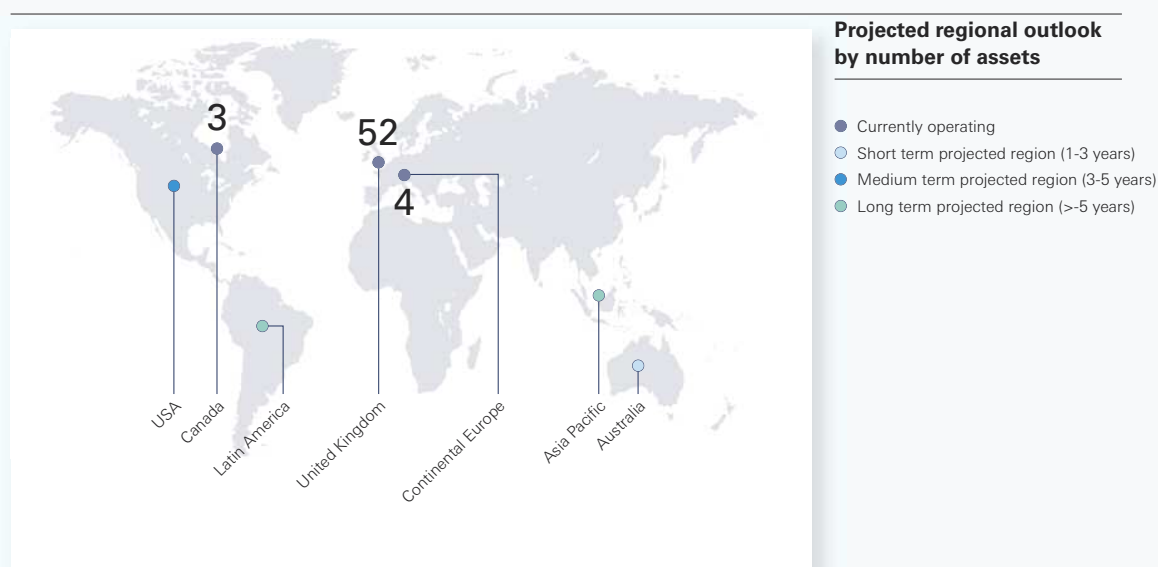 Projected regional outlook
by number of assets
Currently operating
Short term projected region (1-3 years)
Medium term projected region (3-5 years)
Long term projected region (>-5 years)
3
52
4
USA
Canada
Latin America
United Kingdom
Continental Europe
Asia Pacific
Australia